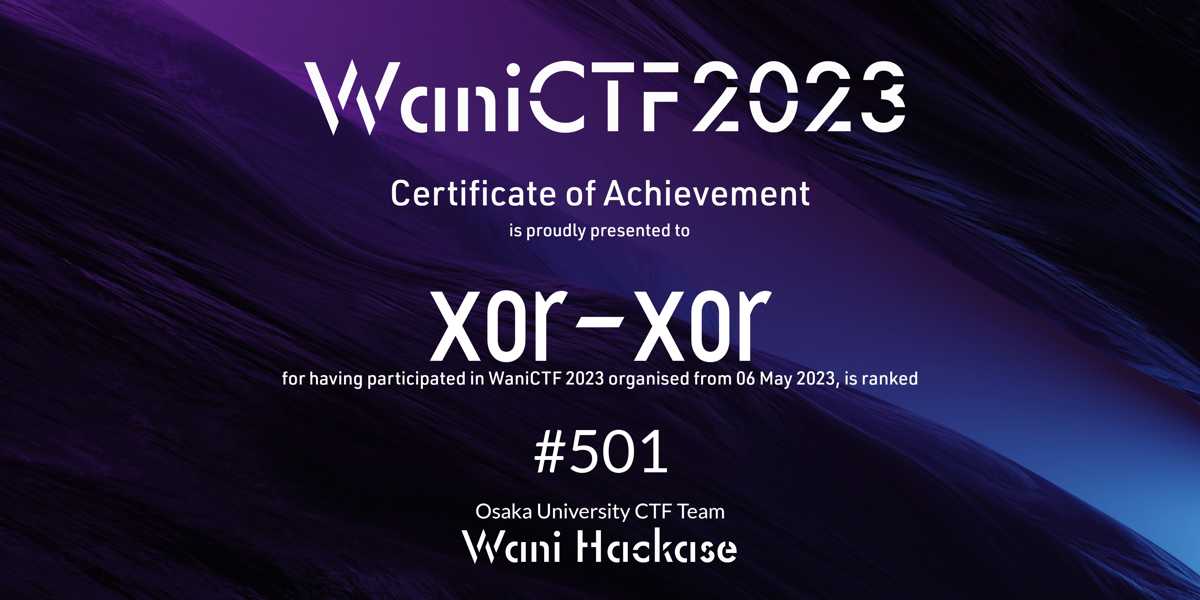 WaniCTF2023
Certificate of Achievement
is proudly presented to
xor-xor
for having participated in WaniCTF 2023 organised from 06 May 2023, is ranked
#501
Osaka University CTF Team
Wani Hackase